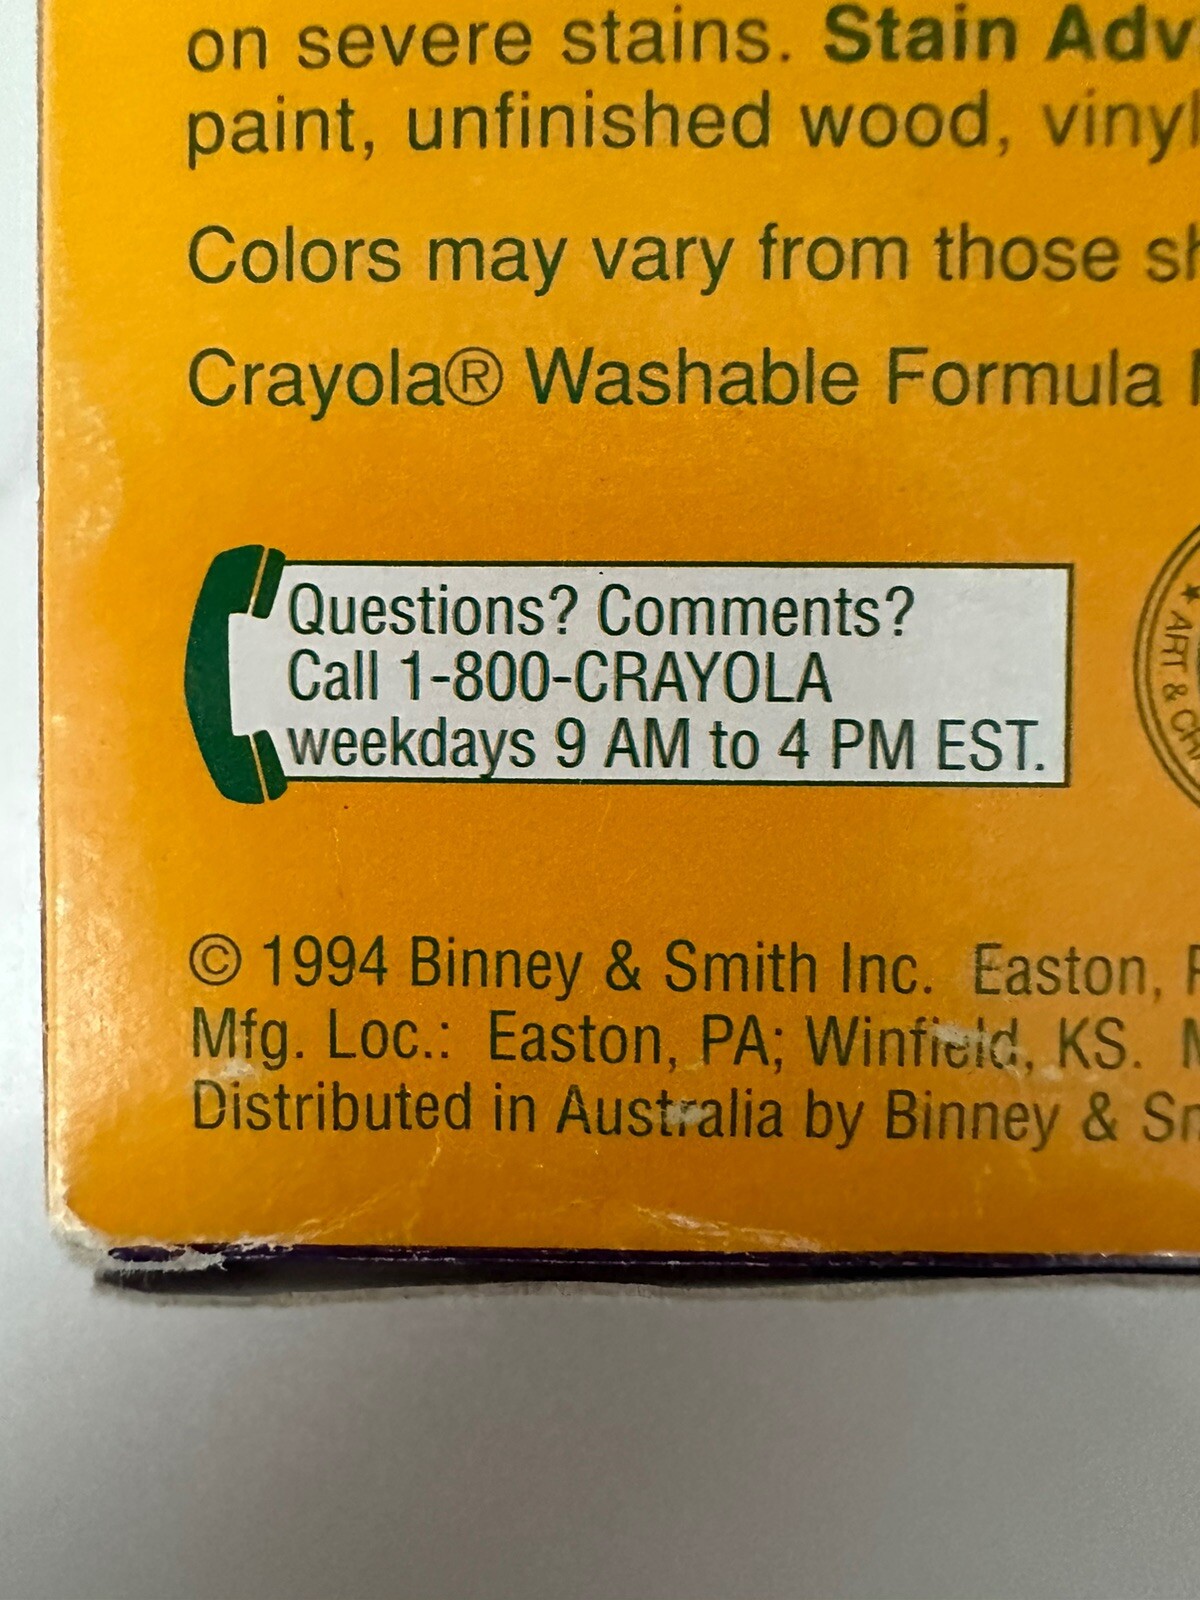 on severe stains. Stain
paint, unfinished wood, vinyl
Colors may vary from those
Crayola® Washable Formula
Questions? Comments?
Call 1-800-CRAYOLA
weekdays 9 AM to 4 PM EST.
★ ART &
© 1994 Binney & Smith Inc. Easton,
Mfg. Loc.: Easton, PA; Winfield, KS.
Distributed in Australia by Binney &